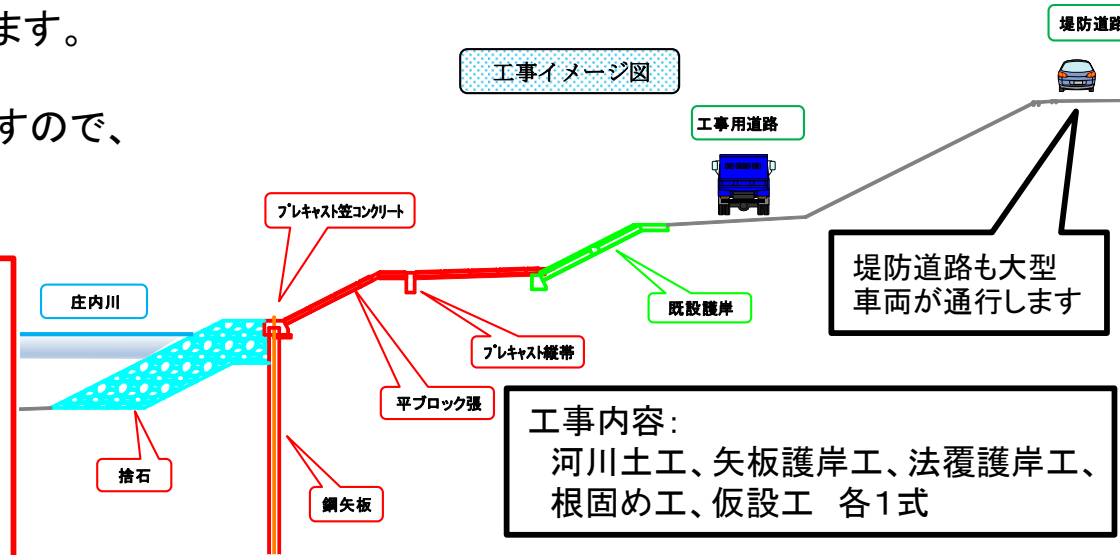 ます。
すので、
工事イメージ図
堤防道路
工事用道路
プレキャスト笠コンクリート
庄内川
堤防道路も大型
車両が通行します
既設護岸
プレキャスト縦帯
平ブロック張
捨石
鋼矢板
工事内容:
河川土工、矢板護岸工、法覆護岸工、
根固め工、仮設工 各1式